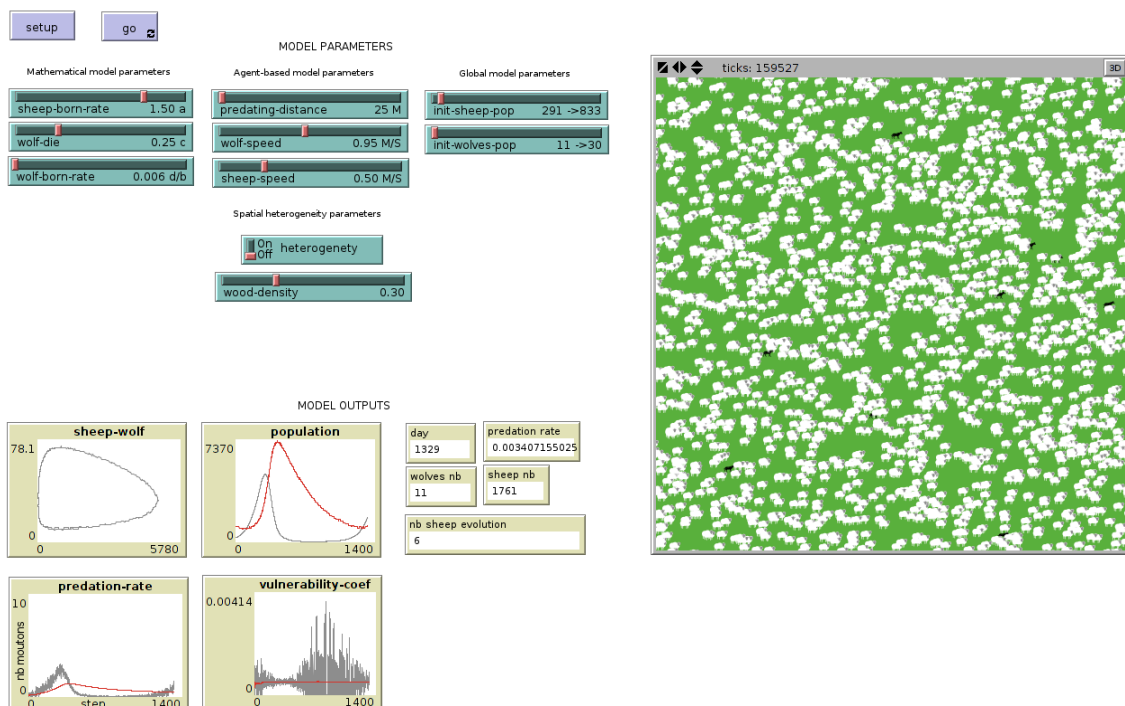 setup
go
MODEL PARAMETERS
Mathematical model parameters
Agent-based model parameters
Global model parameters
sheep-born-rate 1.50 a
predating-distance 25 M
init-sheep-pop 291 ->833
wolf-die 0.25 c
wolf-speed 0.95 M/S
init-wolves-pop 11 ->30
wolf-born-rate 0.006 d/b
sheep-speed 0.50 M/S
Spatial heterogeneity parameters
On
Off
heterogenety
wood-density 0.30
ticks: 159527
3D
MODEL OUTPUTS
sheep-wolf
78.1
0
0 5780
population
7370
0
0 1400
day
1329
predation rate
0.003407155025
wolves nb
11
sheep nb
1761
nb sheep evolution
6
predation-rate
10
nb moutons
0
0 step 1400
vulnerability-coef
0.00414
0
0 1400